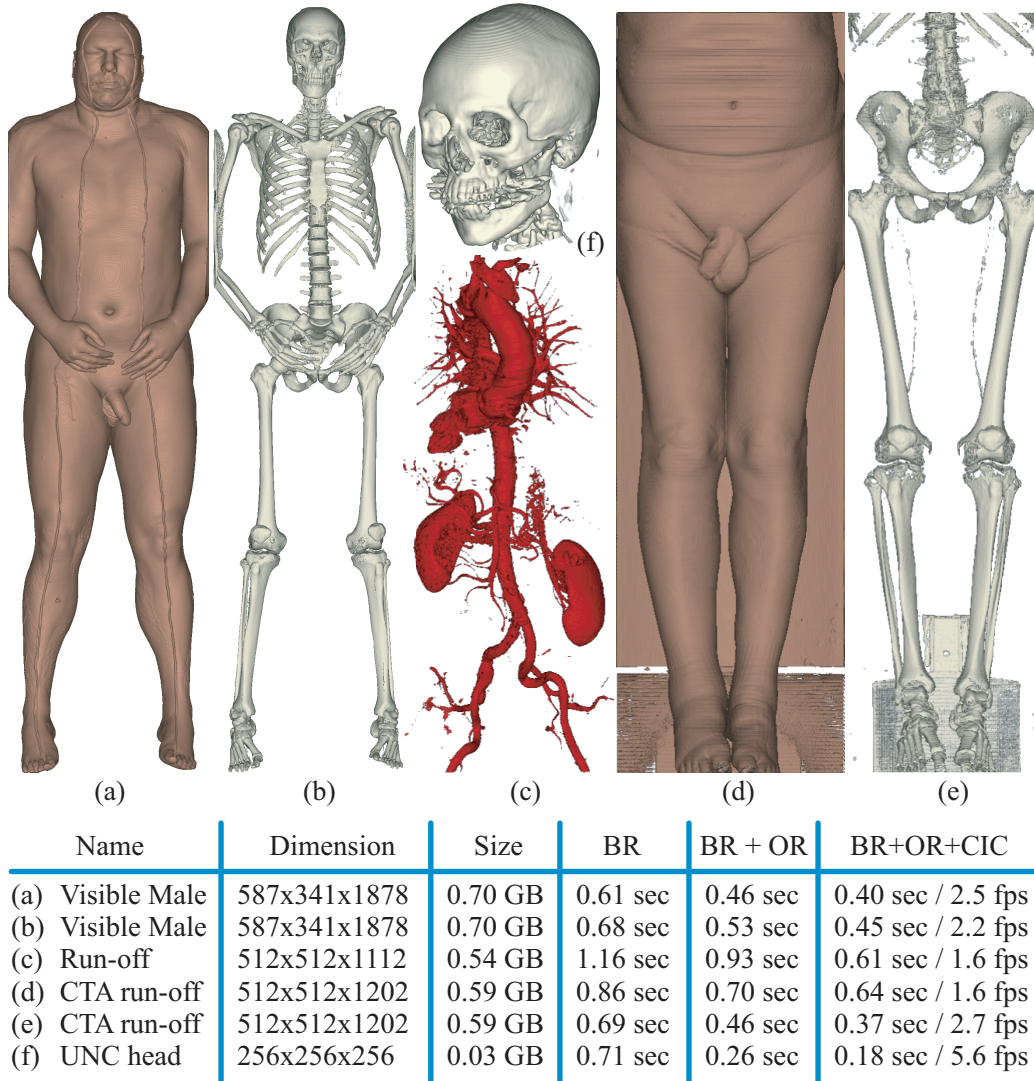 (f)
(a) (b) (c) (d) (e)
Name Dimension Size BR BR + OR BR+OR+CIC
(a) Visible Male 587x341x1878 0.70 GB 0.61 sec 0.46 sec 0.40 sec / 2.5 fps
(b) Visible Male 587x341x1878 0.70 GB 0.68 sec 0.53 sec 0.45 sec / 2.2 fps
(c) Run-off 512x512x1112 0.54 GB 1.16 sec 0.93 sec 0.61 sec / 1.6 fps
(d) CTA run-off 512x512x1202 0.59 GB 0.86 sec 0.70 sec 0.64 sec / 1.6 fps
(e) CTA run-off 512x512x1202 0.59 GB 0.69 sec 0.46 sec 0.37 sec / 2.7 fps
(f) UNC head 256x256x256 0.03 GB 0.71 sec 0.26 sec 0.18 sec / 5.6 fps